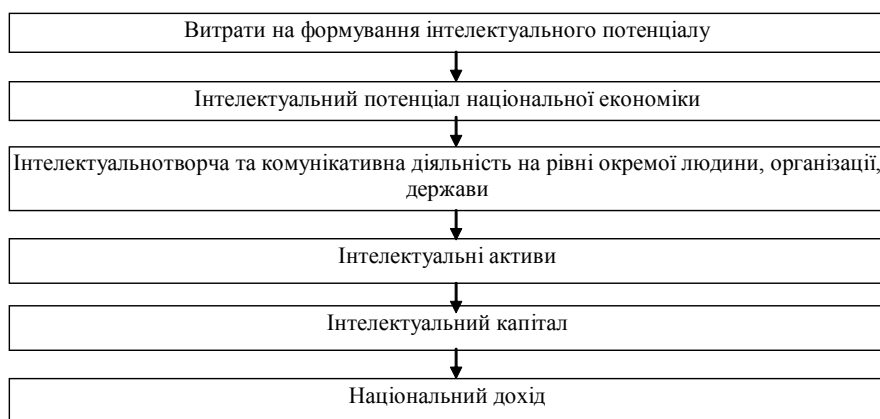 Витрати на формування інтелектуального потенціалу
Інтелектуальний потенціал національної економіки
Інтелектуальнотворча та комунікативна діяльність на рівні окремої людини, організації,
держави
Інтелектуальні активи
Інтелектуальний капітал
Національний дохід